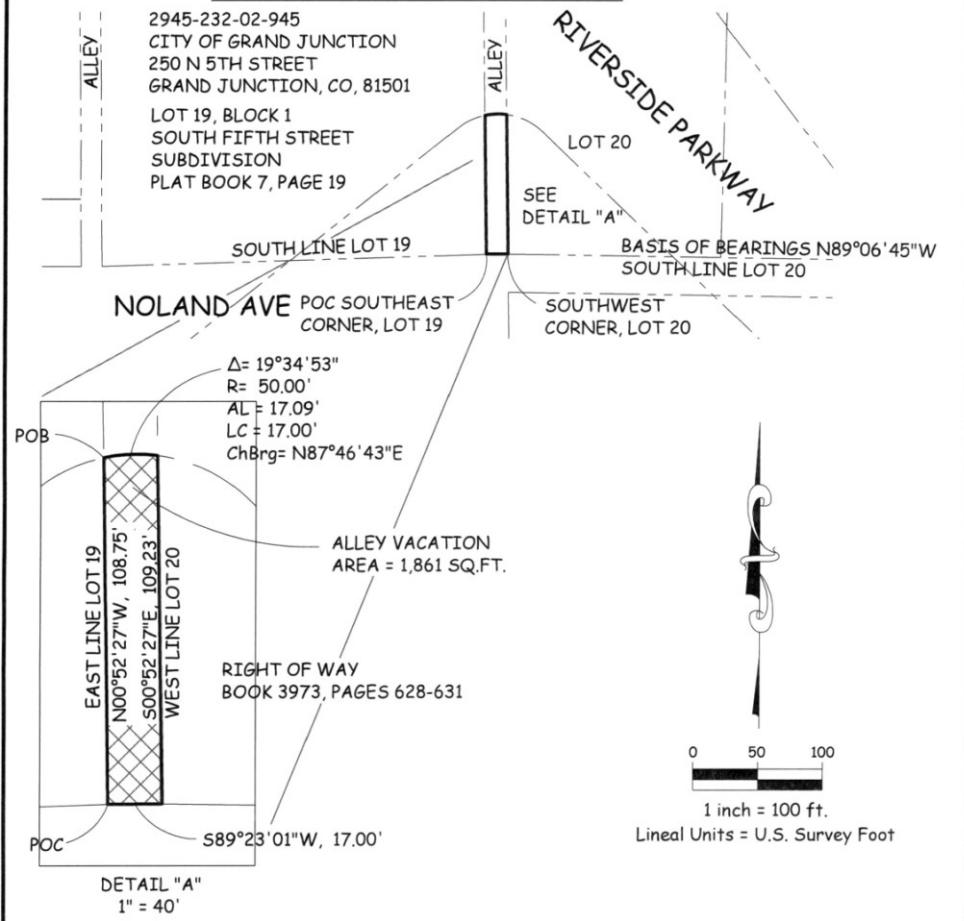 2945-232-02-945
CITY OF GRAND JUNCTION
250 N 5TH STREET
GRAND JUNCTION, CO, 81501
LOT 19, BLOCK 1
SOUTH FIFTH STREET
SUBDIVISION
PLAT BOOK 7, PAGE 19
ALLEY
ALLEY
RIVERSIDE PARKWAY
LOT 20
SEE
DETAIL "A"
SOUTH LINE LOT 19
BASIS OF BEARINGS N89°06'45"W
SOUTH LINE LOT 20
NOLAND AVE
POC SOUTHEAST
CORNER, LOT 19
SOUTHWEST
CORNER, LOT 20
Δ= 19°34'53"
R= 50.00'
AL = 17.09'
LC = 17.00'
ChBrg= N87°46'43"E
POB
ALLEY VACATION
AREA = 1,861 SQ.FT.
EAST LINE LOT 19
N00°52'27"W, 108.75'
S00°52'27"E, 109.23'
WEST LINE LOT 20
RIGHT OF WAY
BOOK 3973, PAGES 628-631
POC
S89°23'01"W, 17.00'
DETAIL "A"
1" = 40'
0 50 100
1 inch = 100 ft.
Lineal Units = U.S. Survey Foot